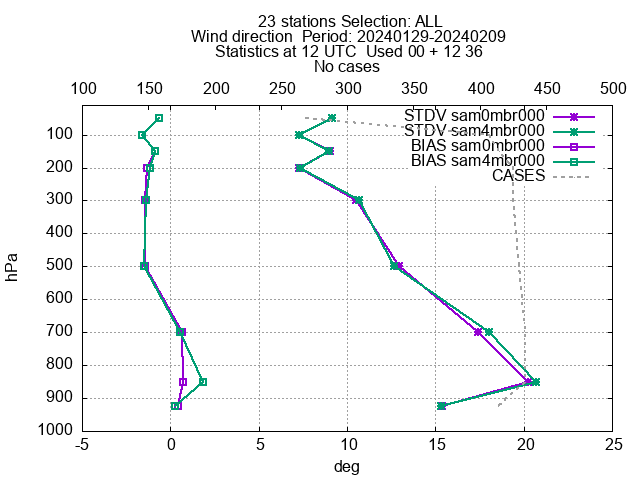 23 stations Selection: ALL
Wind direction  Period: 20240129-20240209
Statistics at 12 UTC  Used 00 + 12 36
No cases
100 150 200 250 300 350 400 450 500
STDV sam0mbr000
STDV sam4mbr000
BIAS sam0mbr000
BIAS sam4mbr000
CASES
100
200
300
400
500
600
700
800
900
1000
hPa
-5 0 5 10 15 20 25
deg